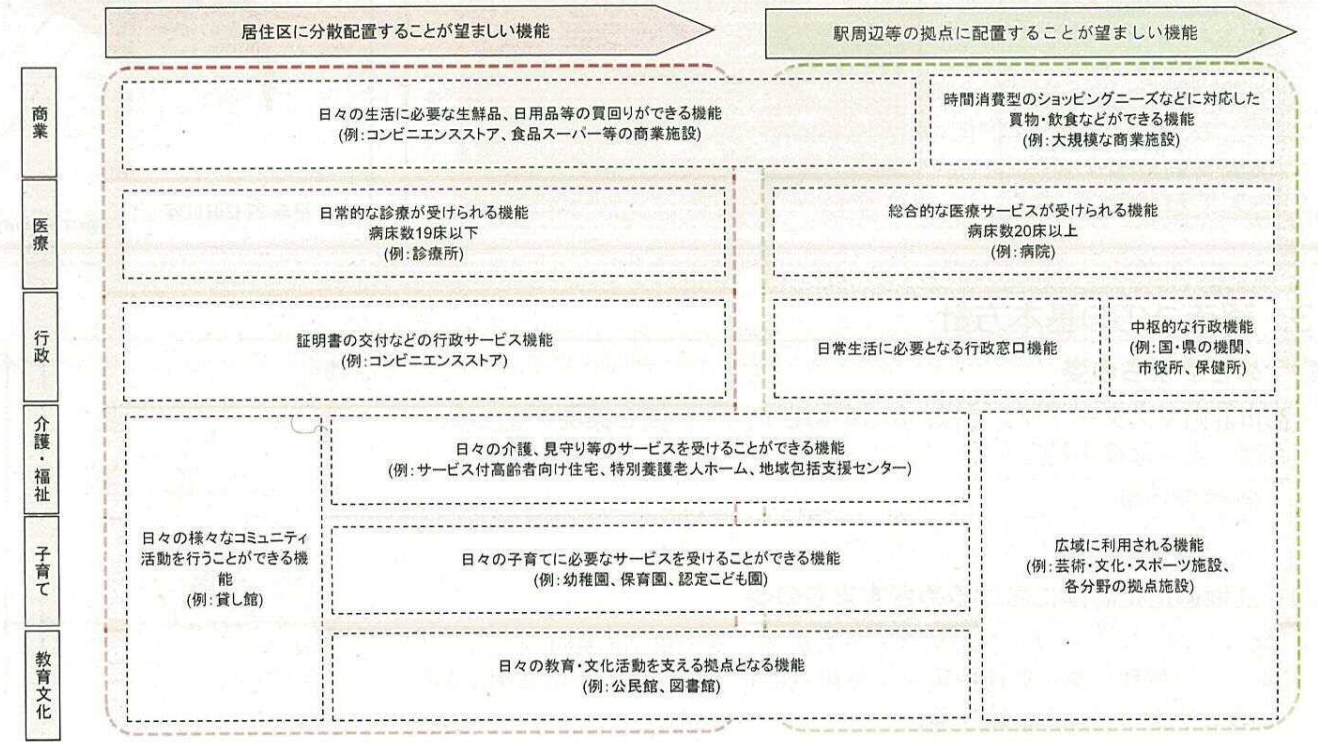 居住区に分散配置することが望ましい機能
駅周辺等の拠点に配置することが望ましい機能
商業
日々の生活に必要な生鮮品、日用品等の買回りができる機能
(例:コンビニエンスストア、食品スーパー等の商業施設)
時間消費型のショッピングニーズなどに対応した
買物・飲食などができる機能
(例:大規模な商業施設)
医療
日常的な診療が受けられる機能
病床数19床以下
(例:診療所)
総合的な医療サービスが受けられる機能
病床数20床以上
(例:病院)
行政
証明書の交付などの行政サービス機能
(例:コンビニエンスストア)
日常生活に必要となる行政窓口機能
中枢的な行政機能
(例:国・県の機関、
市役所、保健所)
介護・福祉
日々の介護、見守り等のサービスを受けることができる機能
(例:サービス付高齢者向け住宅、特別養護老人ホーム、地域包括支援センター)
子育て
日々の様々なコミュニティ
活動を行うことができる機
能
(例:貸し館)
日々の子育てに必要なサービスを受けることができる機能
(例:幼稚園、保育園、認定こども園)
広域に利用される機能
(例:芸術・文化・スポーツ施設、
各分野の拠点施設)
教育文化
日々の教育・文化活動を支える拠点となる機能
(例:公民館、図書館)